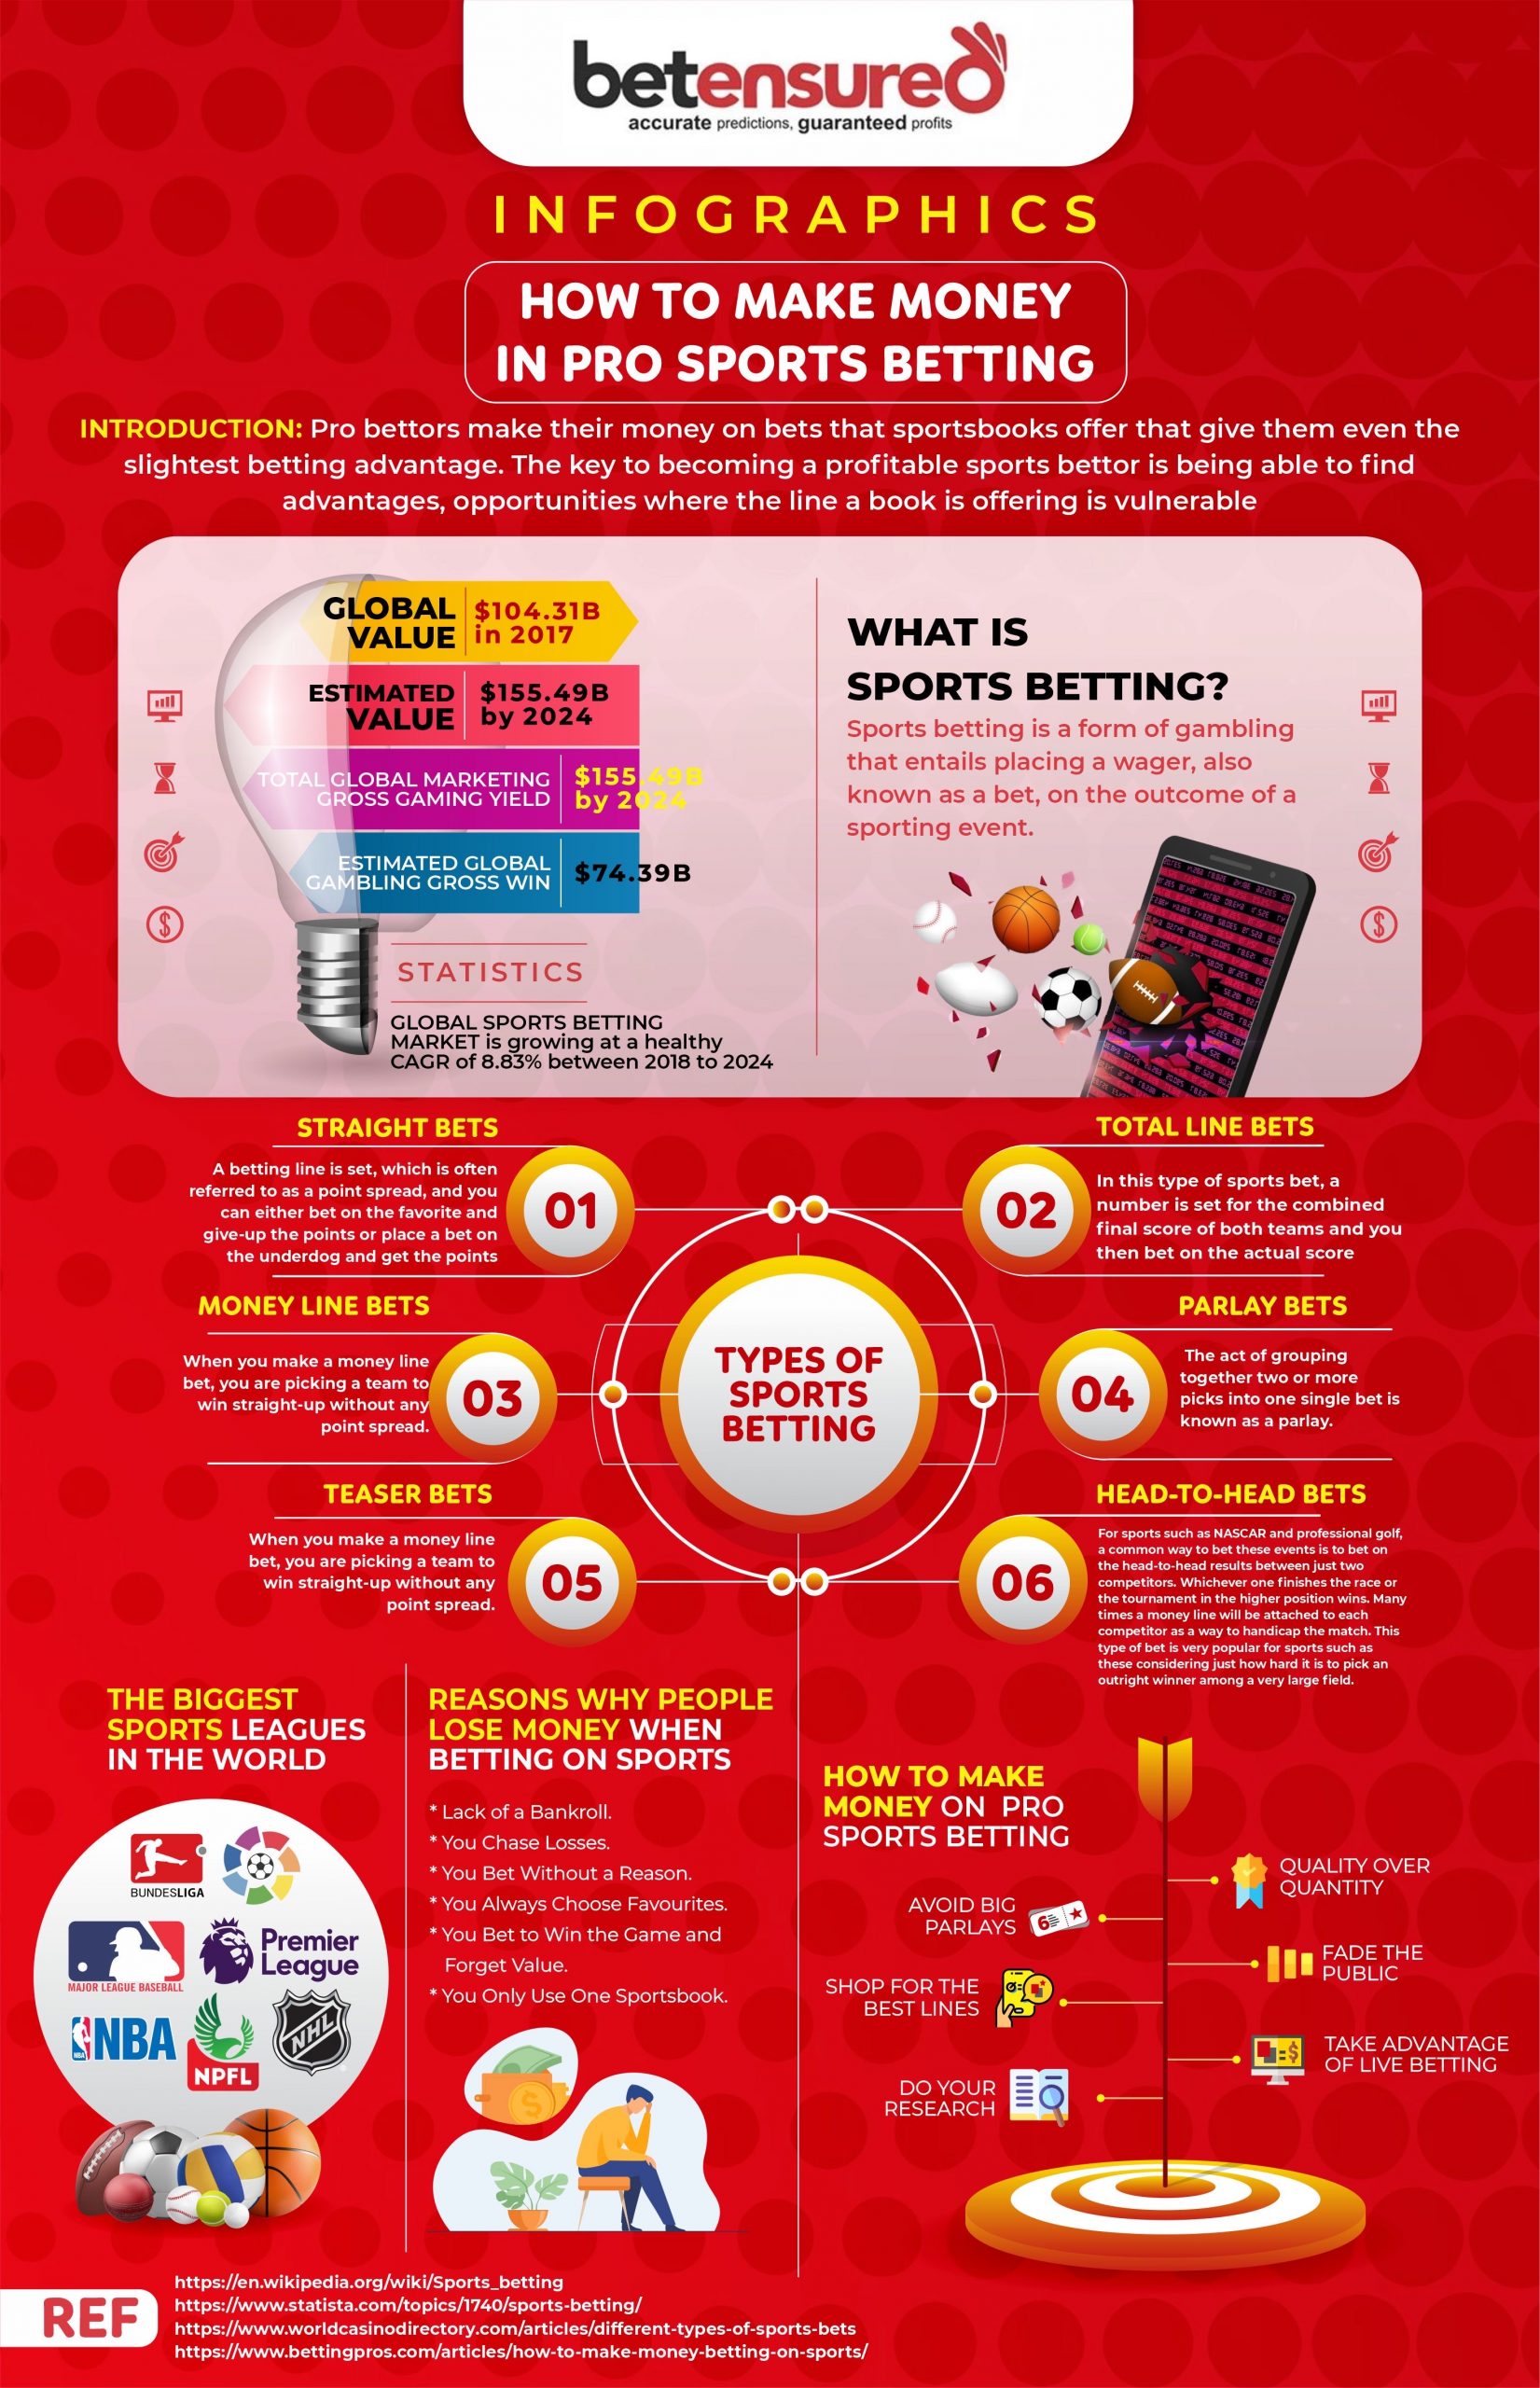 betensured
accurate predictions, guaranteed profits
INFOGRAPHICS
HOW TO MAKE MONEY
IN PRO SPORTS BETTING
INTRODUCTION: Pro bettors make their money on bets that sportsbooks offer that give them even the
slightest betting advantage. The key to becoming a profitable sports bettor is being able to find
advantages, opportunities where the line a book is offering is vulnerable
GLOBAL
VALUE
$104.31B
in 2017
ESTIMATED
VALUE
$155.49B
by 2024
TOTAL GLOBAL MARKETING
GROSS GAMING YIELD
$155.49B
by 2024
ESTIMATED GLOBAL
GAMBLING GROSS WIN
$74.39B
STATISTICS
GLOBAL SPORTS BETTING
MARKET is growing at a healthy
CAGR of 8.83% between 2018 to 2024
WHAT IS
SPORTS BETTING?
Sports betting is a form of gambling
that entails placing a wager, also
known as a bet, on the outcome of a
sporting event.
STRAIGHT BETS
A betting line is set, which is often
referred to as a point spread, and you
can either bet on the favorite and
give-up the points or place a bet on
the underdog and get the points
01
TOTAL LINE BETS
02
In this type of sports bet, a
number is set for the combined
final score of both teams and you
then bet on the actual score
MONEY LINE BETS
When you make a money line
bet, you are picking a team to
win straight-up without any
point spread.
03
TYPES OF
SPORTS
BETTING
PARLAY BETS
04
The act of grouping
together two or more
picks into one single bet is
known as a parlay.
TEASER BETS
When you make a money line
bet, you are picking a team to
win straight-up without any
point spread.
05
HEAD-TO-HEAD BETS
06
For sports such as NASCAR and professional golf,
a common way to bet these events is to bet on
the head-to-head results between just two
competitors. Whichever one finishes the race or
the tournament in the higher position wins. Many
times a money line will be attached to each
competitor as a way to handicap the match. This
type of bet is very popular for sports such as
these considering just how hard it is to pick an
outright winner among a very large field.
THE BIGGEST
SPORTS LEAGUES
IN THE WORLD
BUNDESLIGA
MAJOR LEAGUE BASEBALL
Premier
League
NBA
NBA
NPFL
NHL
REASONS WHY PEOPLE
LOSE MONEY WHEN
BETTING ON SPORTS
* Lack of a Bankroll.
* You Chase Losses.
* You Bet Without a Reason.
* You Always Choose Favourites.
* You Bet to Win the Game and
Forget Value.
* You Only Use One Sportsbook.
HOW TO MAKE
MONEY ON PRO
SPORTS BETTING
QUALITY OVER
QUANTITY
AVOID BIG
PARLAYS
6
FADE THE
PUBLIC
SHOP FOR THE
BEST LINES
TAKE ADVANTAGE
OF LIVE BETTING
DO YOUR
RESEARCH
REF
https://en.wikipedia.org/wiki/Sports_betting
https://www.statista.com/topics/1740/sports-betting/
https://www.worldcasinodirectory.com/articles/different-types-of-sports-bets
https://www.bettingpros.com/articles/how-to-make-money-betting-on-sports/